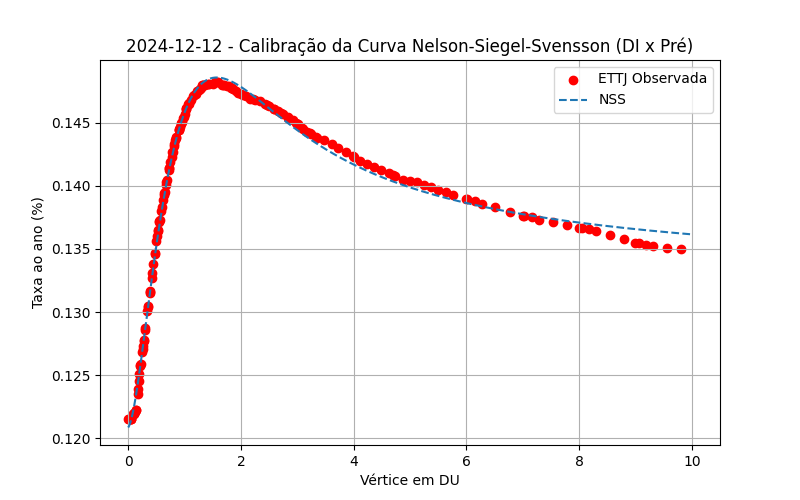 2024-12-12 - Calibração da Curva Nelson-Siegel-Svensson (DI x Pré)
ETTJ Observada
NSS
Taxa ao ano (%)
0.145
0.140
0.135
0.130
0.125
0.120
0 2 4 6 8 10
Vértice em DU